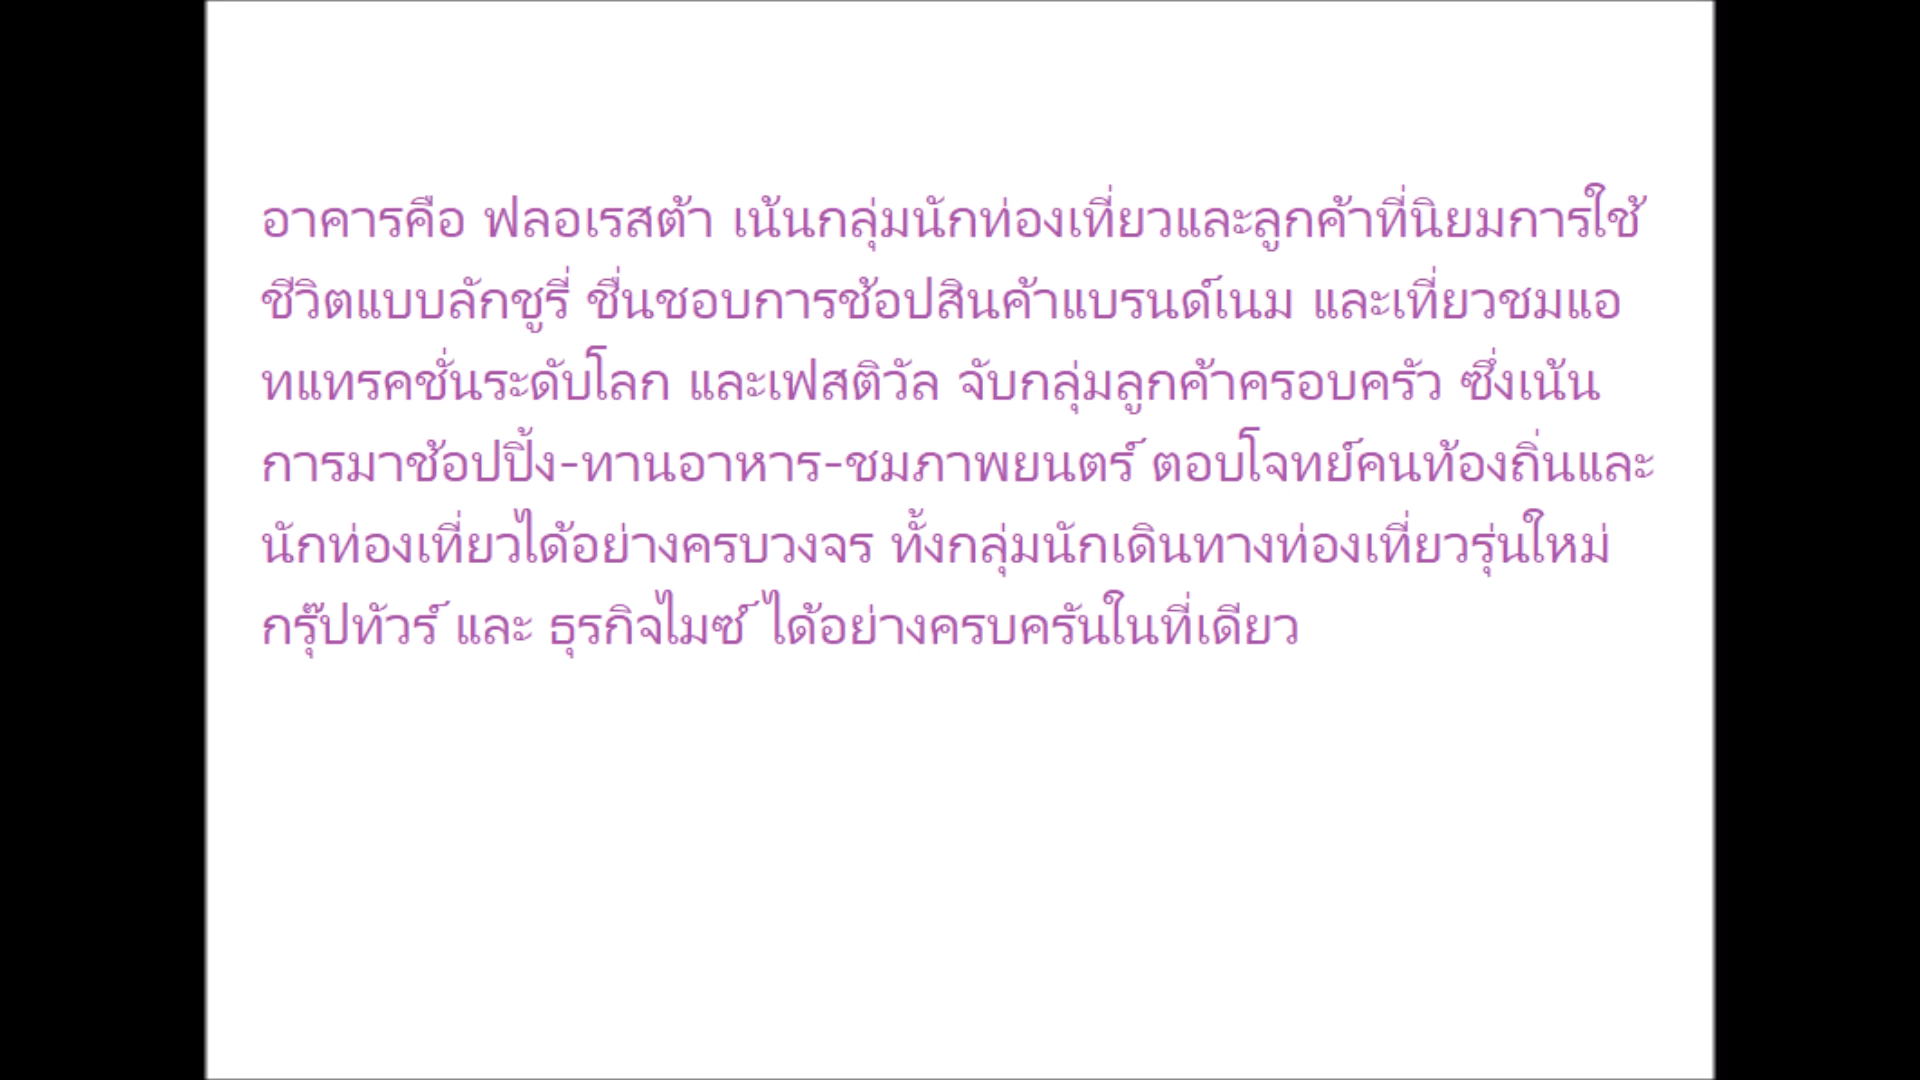 อาคารคือ ฟลอเรสต้า เน้นกลุ่มนักท่องเที่ยวและลูกค้าที่นิยมการใช้
ชีวิตแบบลักชูรี่ ชื่นชอบการช้อปสินค้าแบรนด์เนม และเที่ยวชมแอ
ทแทรคชั่นระดับโลก และเฟสติวัล จับกลุ่มลูกค้าครอบครัว ซึ่งเน้น
การมาช้อปปิ้ง-ทานอาหาร-ชมภาพยนตร์ ตอบโจทย์คนท้องถิ่นและ
นักท่องเที่ยวได้อย่างครบวงจร ทั้งกลุ่มนักเดินทางท่องเที่ยวรุ่นใหม่
กรุ๊ปทัวร์ และ ธุรกิจไมซ์ ได้อย่างครบครันในที่เดียว